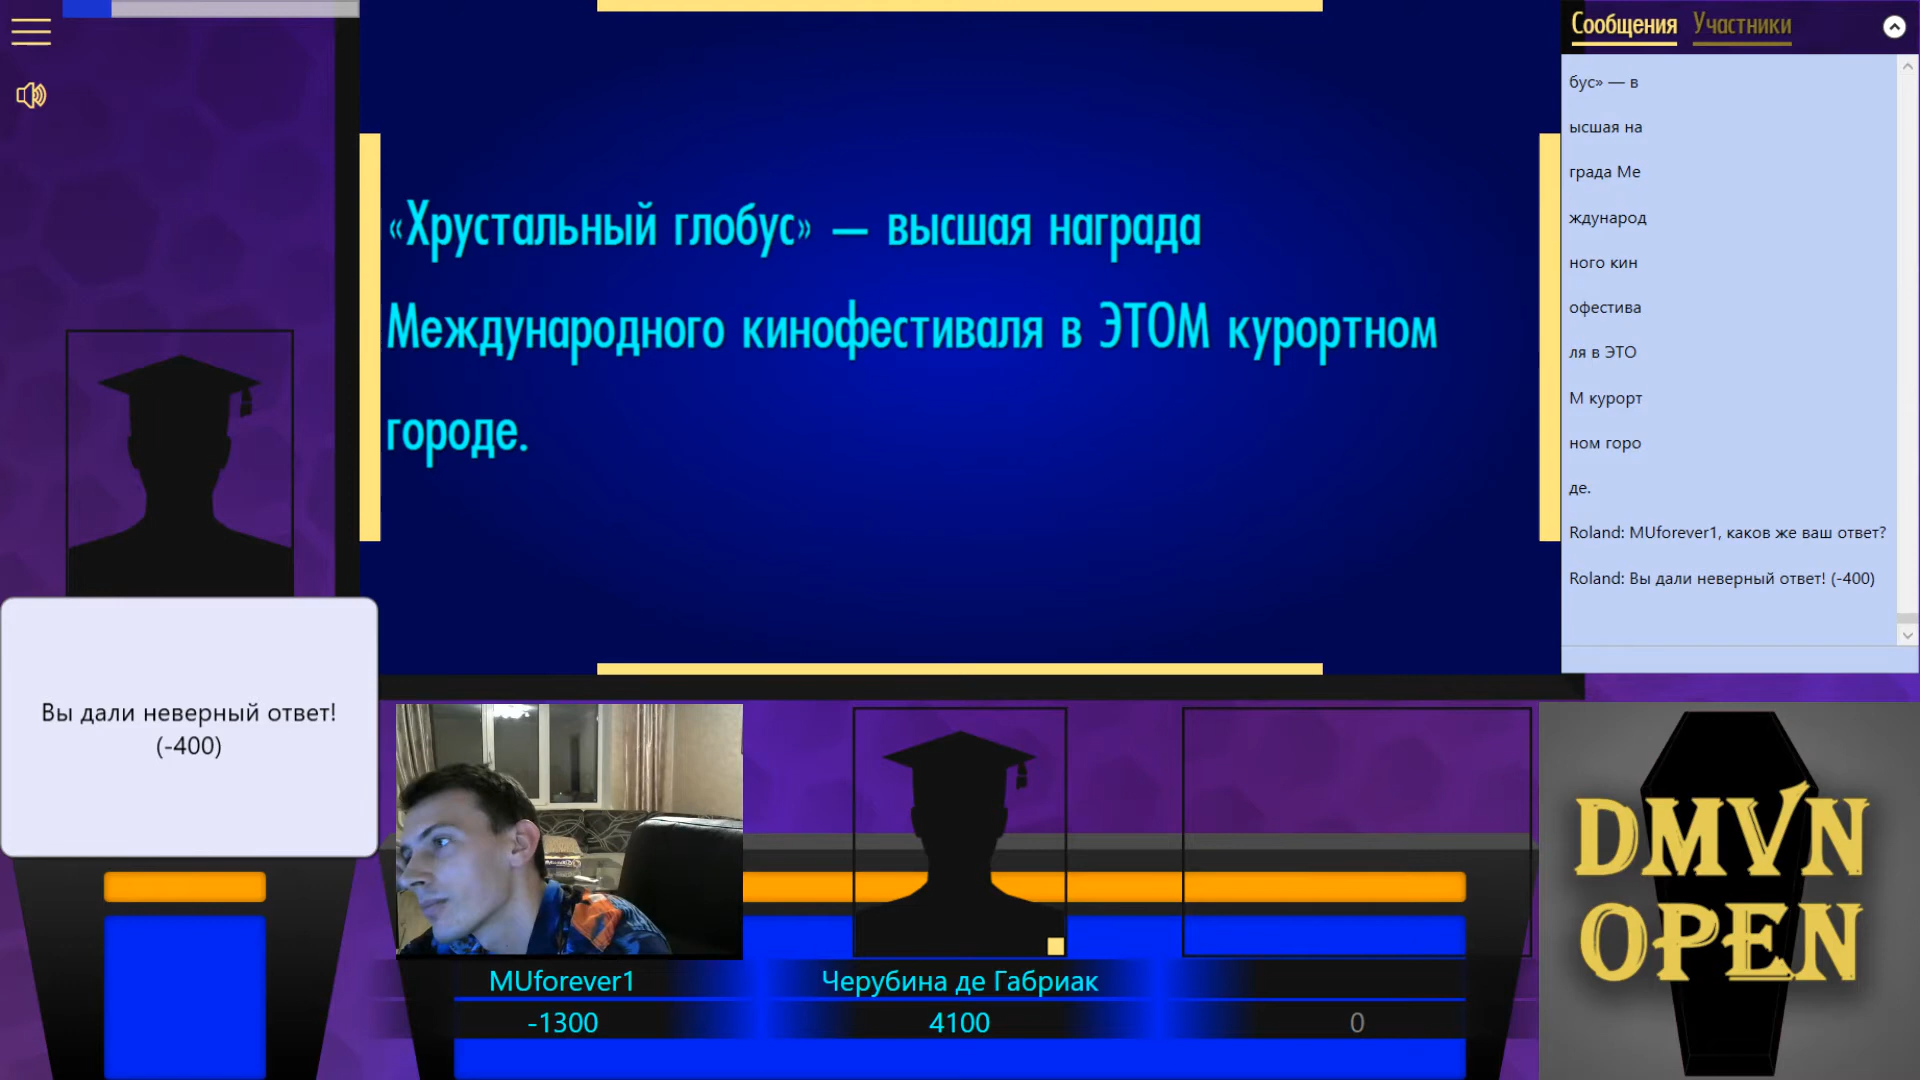 Сообщения Участники
«Хрустальный глобус» — высшая награда
Международного кинофестиваля в ЭТОМ курортном
городе.
бус» — в
ысшая на
града Ме
ждународ
ного кин
офестива
ля в ЭТО
М курорт
ном горо
де.
Roland: MUforever1, каков же ваш ответ?
Roland: Вы дали неверный ответ! (-400)
Вы дали неверный ответ!
(-400)
MUforever1
-1300
Черубина де Габриак
4100
0
DMVN
OPEN